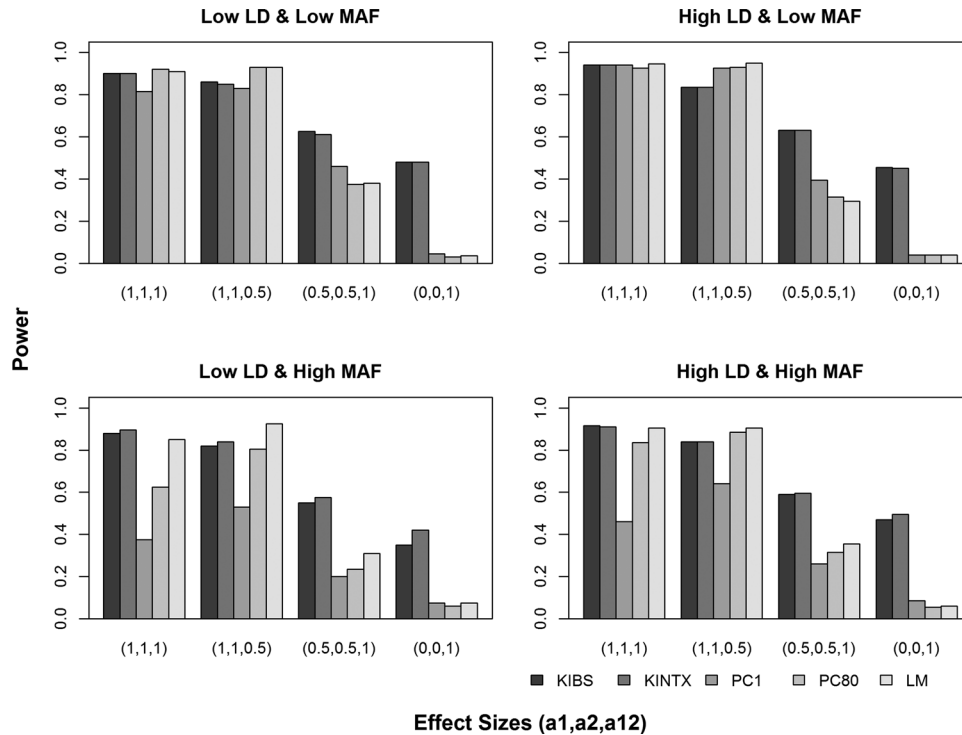 Low LD & Low MAF
High LD & Low MAF
0.0 0.2 0.4 0.6 0.8 1.0
(1,1,1) (1,1,0.5) (0.5,0.5,1) (0,0,1)
0.0 0.2 0.4 0.6 0.8 1.0
(1,1,1) (1,1,0.5) (0.5,0.5,1) (0,0,1)
Power
Low LD & High MAF
High LD & High MAF
0.0 0.2 0.4 0.6 0.8 1.0
(1,1,1) (1,1,0.5) (0.5,0.5,1) (0,0,1)
0.0 0.2 0.4 0.6 0.8 1.0
(1,1,1) (1,1,0.5) (0.5,0.5,1) (0,0,1)
KIBS KINTX PC1 PC80 LM
Effect Sizes (a1,a2,a12)